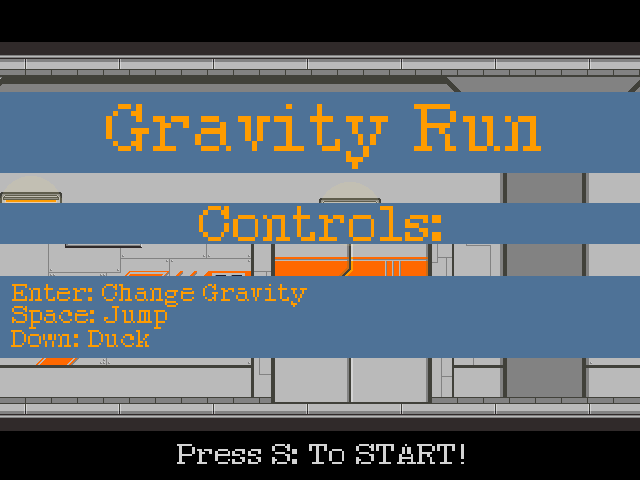 Gravity Run
Controls:
Enter: Change Gravity
Space: Jump
Down: Duck
Press S: To START!